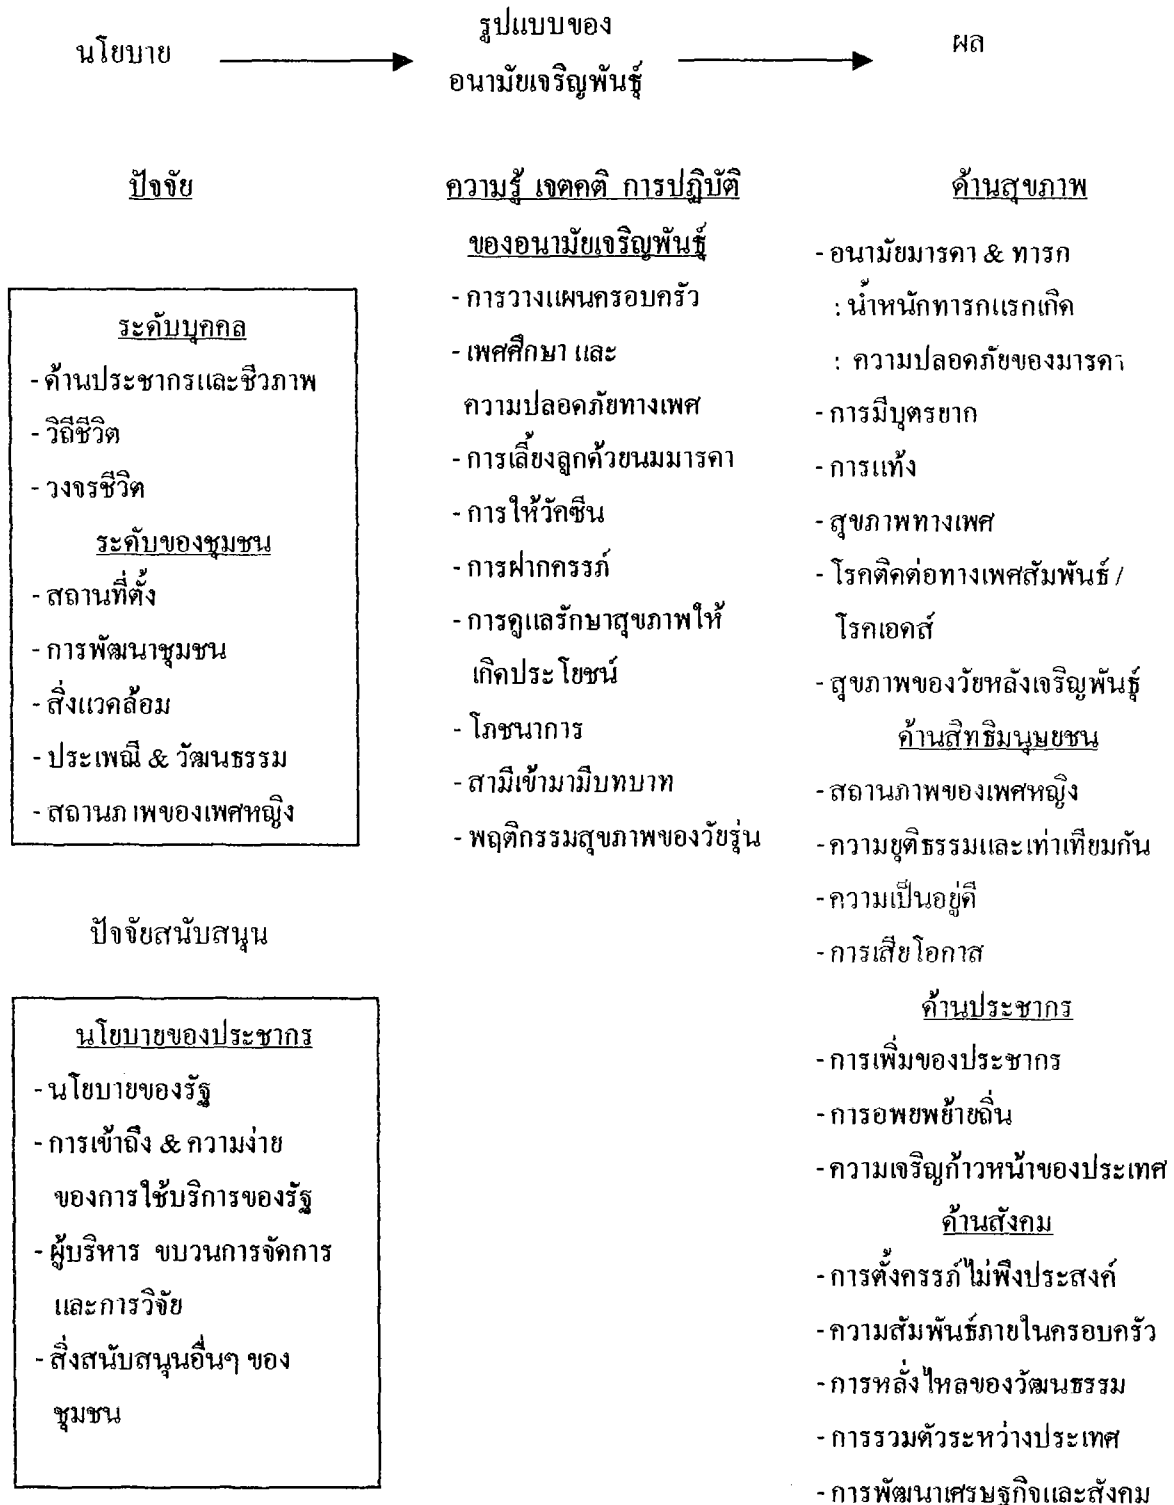 นโยบาย
รูปแบบของ
อนามัยเจริญพันธุ์
ผล
ปัจจัย
ระดับบุคคล
- ด้านประชากรและชีวภาพ
- วิถีชีวิต
- วงจรชีวิต
ระดับของชุมชน
- สถานที่ตั้ง
- การพัฒนาชุมชน
- สิ่งแวดล้อม
- ประเพณี & วัฒนธรรม
- สถานภาพของเพศหญิง
ปัจจัยสนับสนุน
นโยบายของประชากร
- นโยบายของรัฐ
- การเข้าถึง & ความง่าย
ของการใช้บริการของรัฐ
- ผู้บริหาร ขบวนการจัดการ
และการวิจัย
- สิ่งสนับสนุนอื่นๆ ของ
ชุมชน
ความรู้ เจตคติ การปฏิบัติ
ของอนามัยเจริญพันธุ์
- การวางแผนครอบครัว
- เพศศึกษา และ
ความปลอดภัยทางเพศ
- การเลี้ยงลูกด้วยนมมารดา
- การให้วัคซีน
- การฝากครรภ์
- การดูแลรักษาสุขภาพให้
เกิดประโยชน์
- โภชนาการ
- สามีเข้ามามีบทบาท
- พฤติกรรมสุขภาพของวัยรุ่น
ด้านสุขภาพ
- อนามัยมารดา & ทารก
: น้ำหนักทารกแรกเกิด
: ความปลอดภัยของมารดา
- การมีบุตรยาก
- การแท้ง
- สุขภาพทางเพศ
- โรคติดต่อทางเพศสัมพันธ์ /
โรคเอดส์
- สุขภาพของวัยหลังเจริญพันธุ์
ด้านสิทธิมนุษยชน
- สถานภาพของเพศหญิง
- ความยุติธรรมและเท่าเทียมกัน
- ความเป็นอยู่ดี
- การเสียโอกาส
ด้านประชากร
- การเพิ่มของประชากร
- การอพยพย้ายถิ่น
- ความเจริญก้าวหน้าของประเทศ
ด้านสังคม
- การตั้งครรภ์ไม่พึงประสงค์
- ความสัมพันธ์ภายในครอบครัว
- การหลั่งไหลของวัฒนธรรม
- การรวมตัวระหว่างประเทศ
- การพัฒนาเศรษฐกิจและสังคม